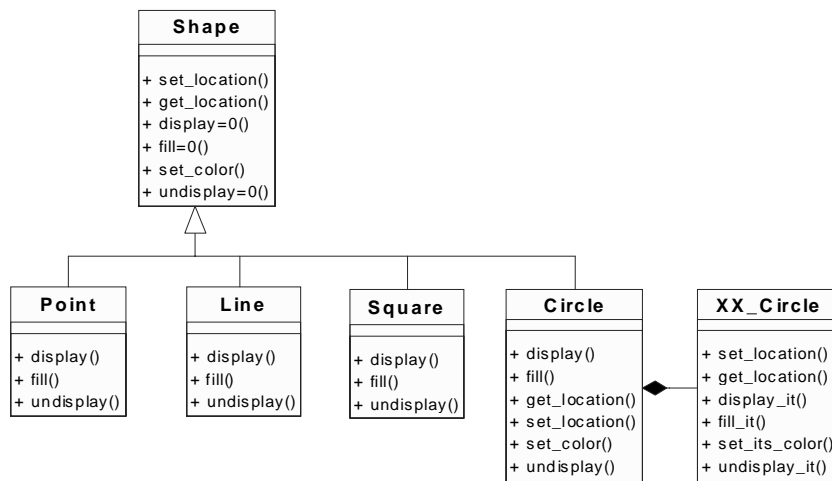 Shape
+ set_location()
+ get_location()
+ display=0()
+ fill=0()
+ set_color()
+ undisplay=0()
Point
+ display()
+ fill()
+ undisplay()
Line
+ display()
+ fill()
+ undisplay()
Square
+ display()
+ fill()
+ undisplay()
Circle
+ display()
+ fill()
+ get_location()
+ set_location()
+ set_color()
+ undisplay()
XX_Circle
+ set_location()
+ get_location()
+ display_it()
+ fill_it()
+ set_its_color()
+ undisplay_it()